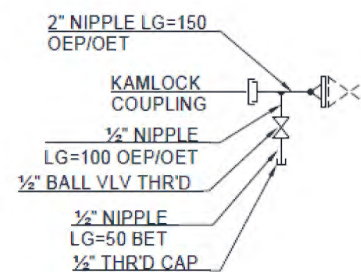 2" NIPPLE LG=150
OEP/OET
KAMLOCK
COUPLING
½" NIPPLE
LG=100 OEP/OET
½" BALL VLV THR'D
½" NIPPLE
LG=50 BET
½" THR'D CAP